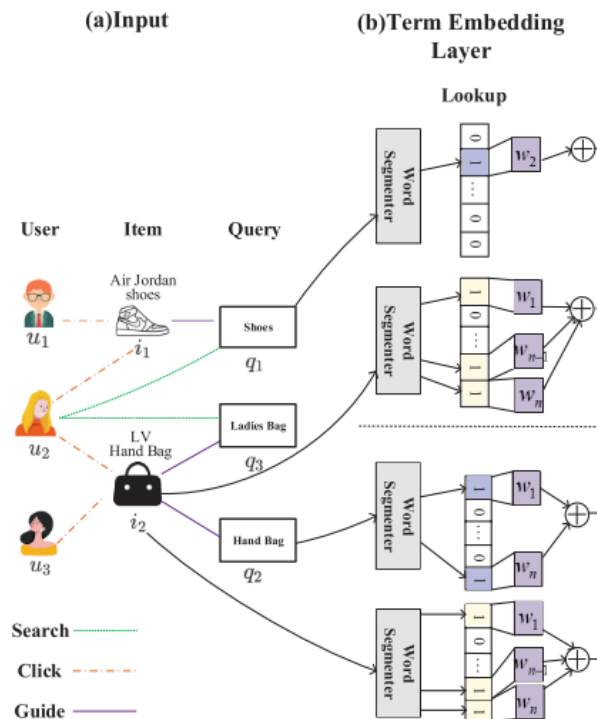 (a)Input
(b)Term Embedding
Layer
Lookup
User
Item
Query
Word
Segmenter
0
1
...
0
0
w2
Air Jordan
shoes
u1
i1
Shoes
q1
Word
Segmenter
1
0
...
1
1
w1
wn-1
wn
u2
LV
Hand Bag
i2
Ladies Bag
q3
u3
Hand Bag
q2
Word
Segmenter
1
0
...
0
1
w1
wn
Search
Click
Guide
Word
Segmenter
1
0
...
1
1
w1
wn-1
wn